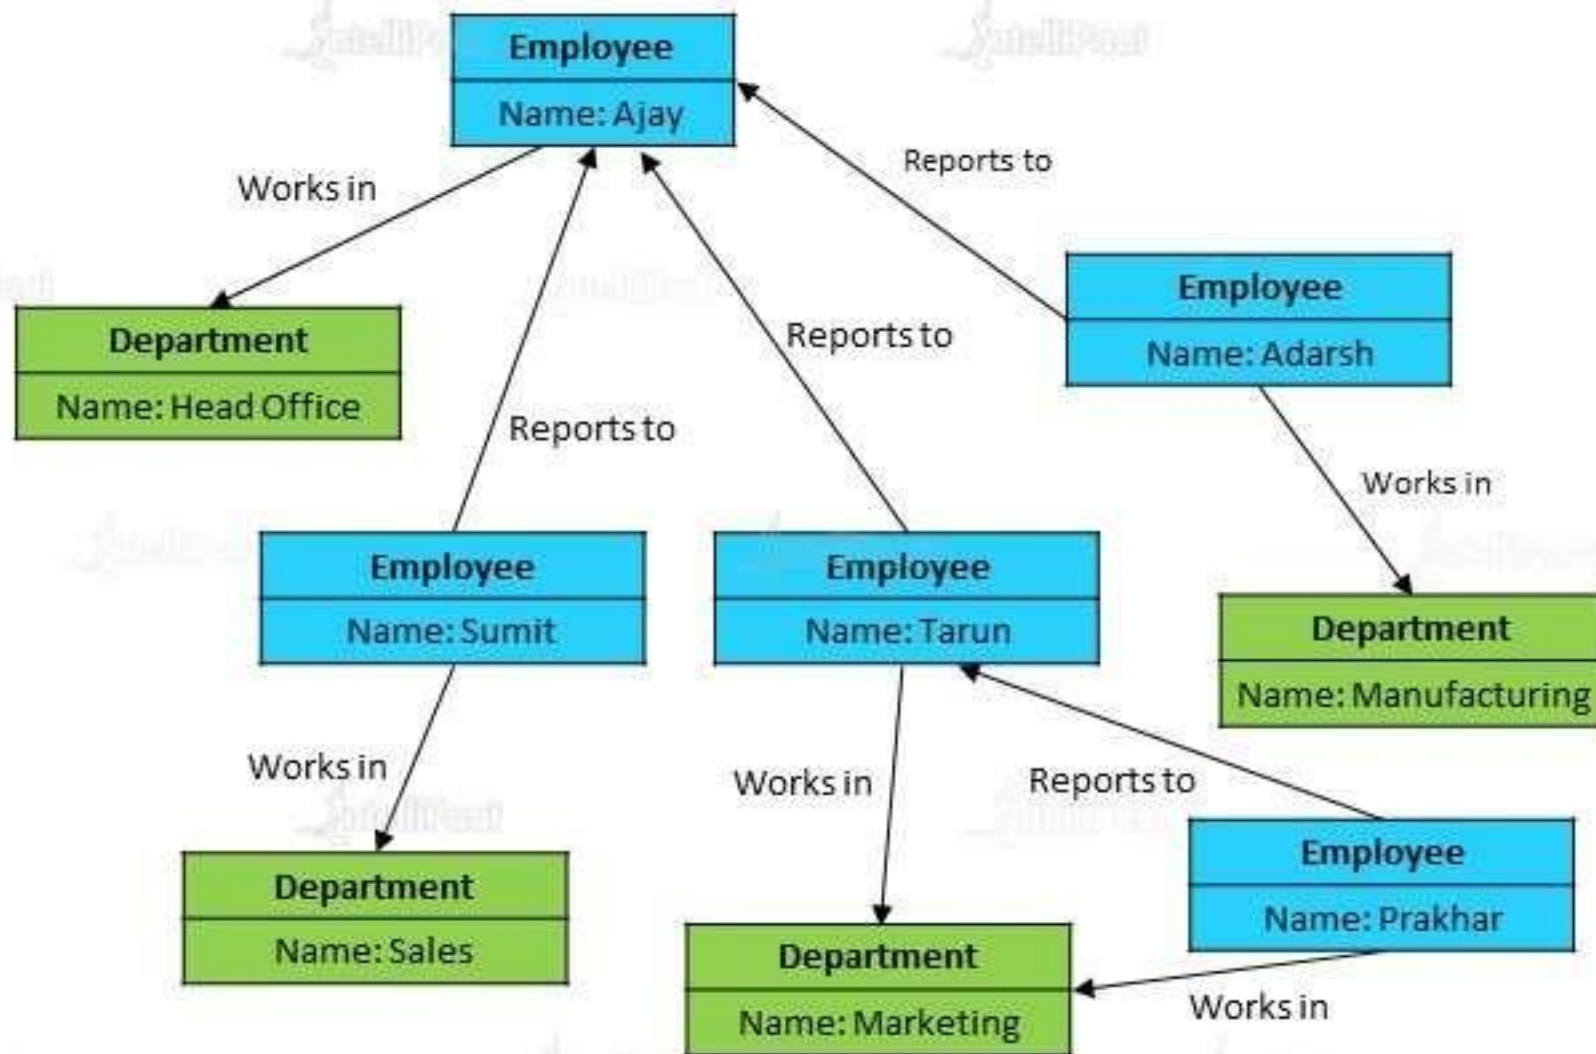 Employee
Name: Ajay
Reports to
Works in
Employee
Name: Adarsh
Department
Name: Head Office
Reports to
Reports to
Works in
Employee
Name: Sumit
Employee
Name: Tarun
Department
Name: Manufacturing
Works in
Works in
Reports to
Employee
Name: Prakhar
Department
Name: Sales
Department
Name: Marketing
Works in